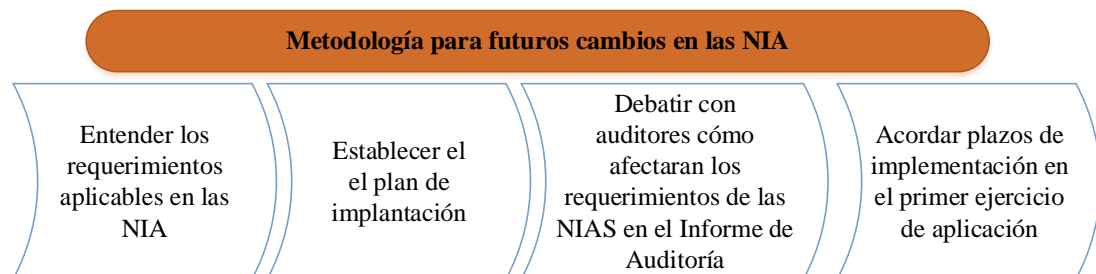 Metodología para futuros cambios en las NIA
Entender los
requerimientos
aplicables en las
NIA
Establecer el
el plan de
implantación
Debatir con
auditores cómo
afectaran los
requerimientos de las
NIAS en el Informe de
Auditoría
Acordar plazos de
implementación en
el primer ejercicio
de aplicación